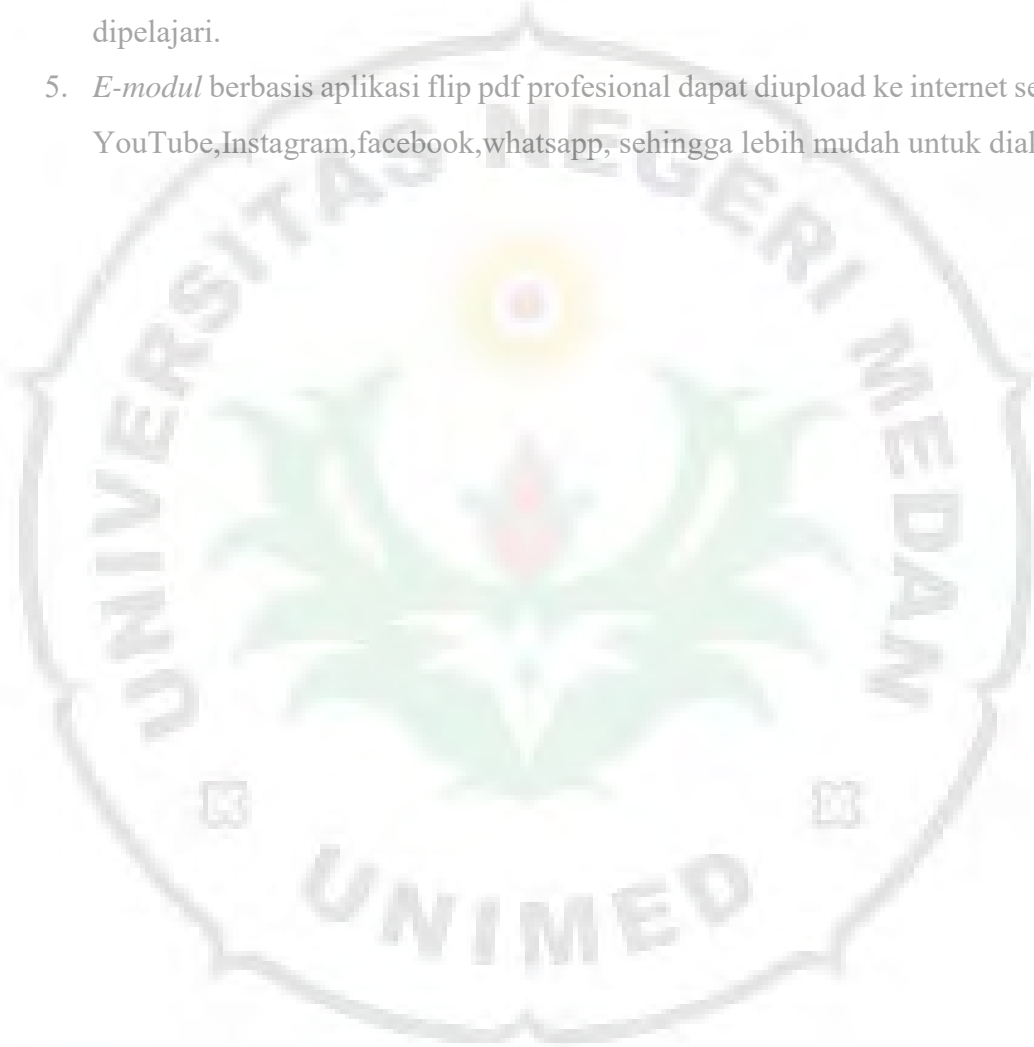 dipelajari.
5. E-modul berbasis aplikasi flip pdf profesional dapat diupload ke internet
YouTube,Instagram,facebook,whatsapp, sehingga lebih mudah untuk
UNIVERSITAS NEGERI MEDAN
UNIMED